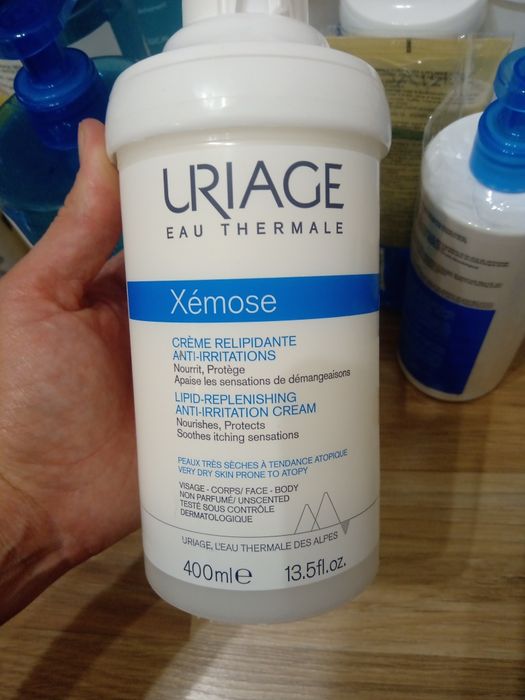 URIAGE
EAU THERMALE
Xémose
CRÈME RELIPIDANTE
ANTI-IRRITATIONS
Nourrit, Protège
Apaise les sensations de démangeaisons
LIPID-REPLENISHING
ANTI-IRRITATION CREAM
Nourishes, Protects
Soothes itching sensations
PEAUX TRÈS SÈCHES À TENDANCE ATOPIQUE
VERY DRY SKIN PRONE TO ATOPY
VISAGE - CORPS/ FACE - BODY
NON PARFUMÉ/ UNSCENTED
TESTÉ SOUS CONTRÔLE
DERMATOLOGIQUE
URIAGE, L'EAU THERMALE DES ALPES
400ml℮ 13.5fl.oz.